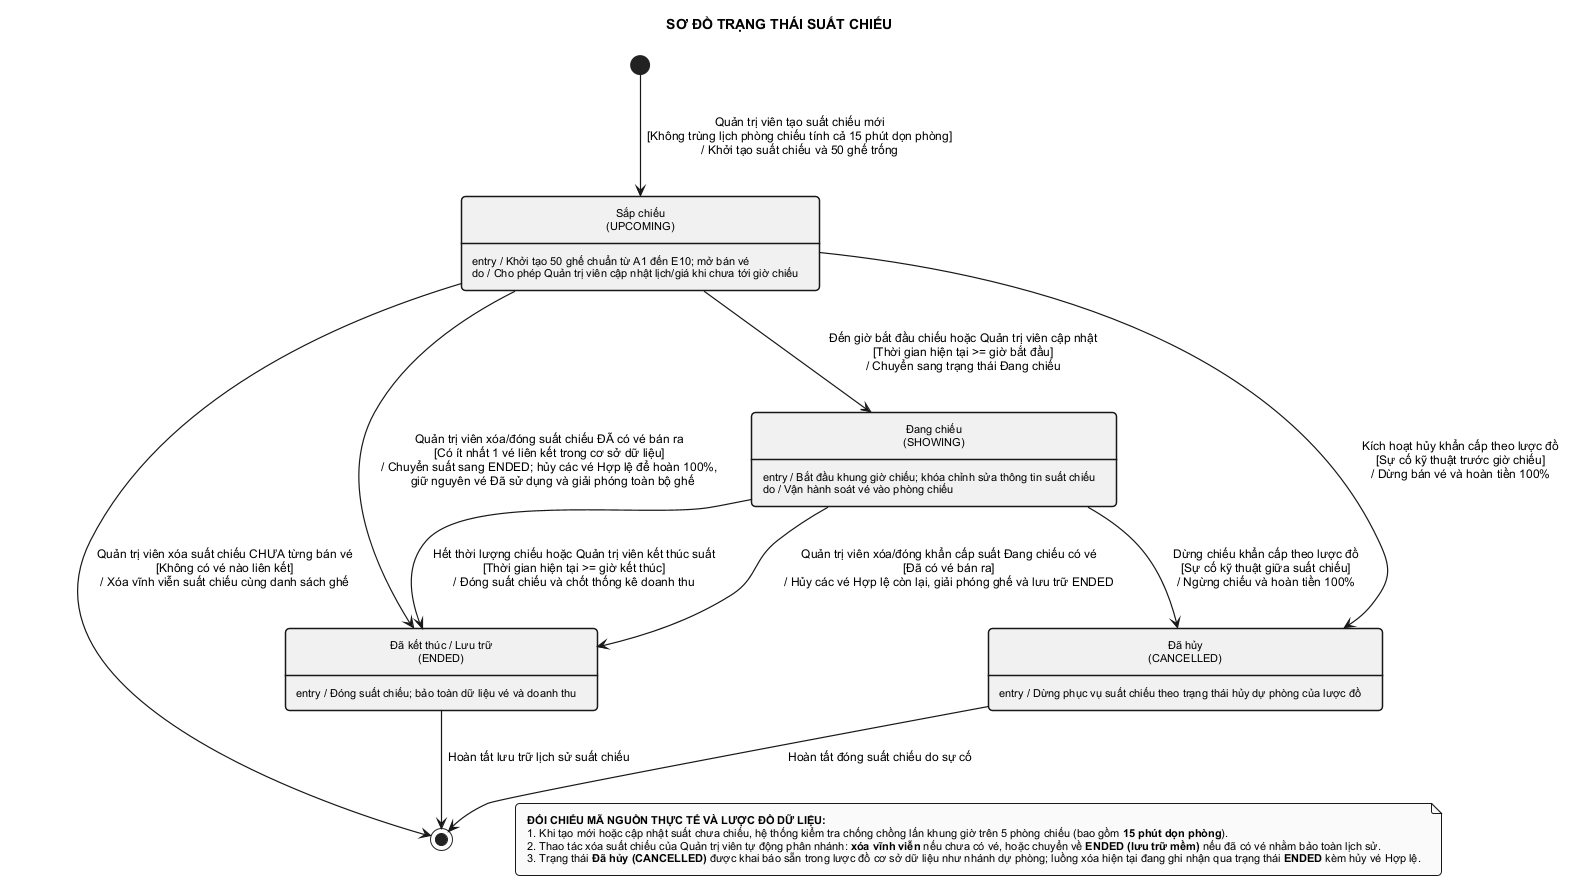 SƠ ĐỒ TRẠNG THÁI SUẤT CHIẾU
Quản trị viên tạo suất chiếu mới
[Không trùng lịch phòng chiếu tính cả 15 phút dọn phòng]
/ Khởi tạo suất chiếu và 50 ghế trống
Sắp chiếu
(UPCOMING)
entry / Khởi tạo 50 ghế chuẩn từ A1 đến E10; mở bán vé
do / Cho phép Quản trị viên cập nhật lịch/giá khi chưa tới giờ chiếu
Đến giờ bắt đầu chiếu hoặc Quản trị viên cập nhật
[Thời gian hiện tại >= giờ bắt đầu]
/ Chuyển sang trạng thái Đang chiếu
Đang chiếu
(SHOWING)
entry / Bắt đầu khung giờ chiếu; khóa chỉnh sửa thông tin suất chiếu
do / Vận hành soát vé vào phòng chiếu
Quản trị viên xóa/đóng suất chiếu ĐÃ có vé bán ra
[Có ít nhất 1 vé liên kết trong cơ sở dữ liệu]
/ Chuyển suất sang ENDED; hủy các vé Hợp lệ để hoàn 100%,
giữ nguyên vé Đã sử dụng và giải phóng toàn bộ ghế
Kích hoạt hủy khẩn cấp theo lược đồ
[Sự cố kỹ thuật trước giờ chiếu]
/ Dừng bán vé và hoàn tiền 100%
Quản trị viên xóa suất chiếu CHƯA từng bán vé
[Không có vé nào liên kết]
/ Xóa vĩnh viễn suất chiếu cùng danh sách ghế
Hết thời lượng chiếu hoặc Quản trị viên kết thúc suất
[Thời gian hiện tại >= giờ kết thúc]
/ Đóng suất chiếu và chốt thống kê doanh thu
Quản trị viên xóa/đóng khẩn cấp suất Đang chiếu có vé
[Đã có vé bán ra]
/ Hủy các vé Hợp lệ còn lại, giải phóng ghế và lưu trữ ENDED
Dừng chiếu khẩn cấp theo lược đồ
[Sự cố kỹ thuật giữa suất chiếu]
/ Ngừng chiếu và hoàn tiền 100%
Đã kết thúc / Lưu trữ
(ENDED)
entry / Đóng suất chiếu; bảo toàn dữ liệu vé và doanh thu
Đã hủy
(CANCELLED)
entry / Dừng phục vụ suất chiếu theo trạng thái hủy dự phòng của lược đồ
Hoàn tất lưu trữ lịch sử suất chiếu
Hoàn tất đóng suất chiếu do sự cố
ĐỐI CHIẾU MÃ NGUỒN THỰC TẾ VÀ LƯỢC ĐỒ DỮ LIỆU:
1. Khi tạo mới hoặc cập nhật suất chưa chiếu, hệ thống kiểm tra chống chồng lấn khung giờ trên 5 phòng chiếu (bao gồm 15 phút dọn phòng).
2. Thao tác xóa suất chiếu của Quản trị viên tự động phân nhánh: xóa vĩnh viễn nếu chưa có vé, hoặc chuyển về ENDED (lưu trữ mềm) nếu đã có vé nhằm bảo toàn lịch sử.
3. Trạng thái Đã hủy (CANCELLED) được khai báo sẵn trong lược đồ cơ sở dữ liệu như nhánh dự phòng; luồng xóa hiện tại đang ghi nhận qua trạng thái ENDED kèm hủy vé Hợp lệ.